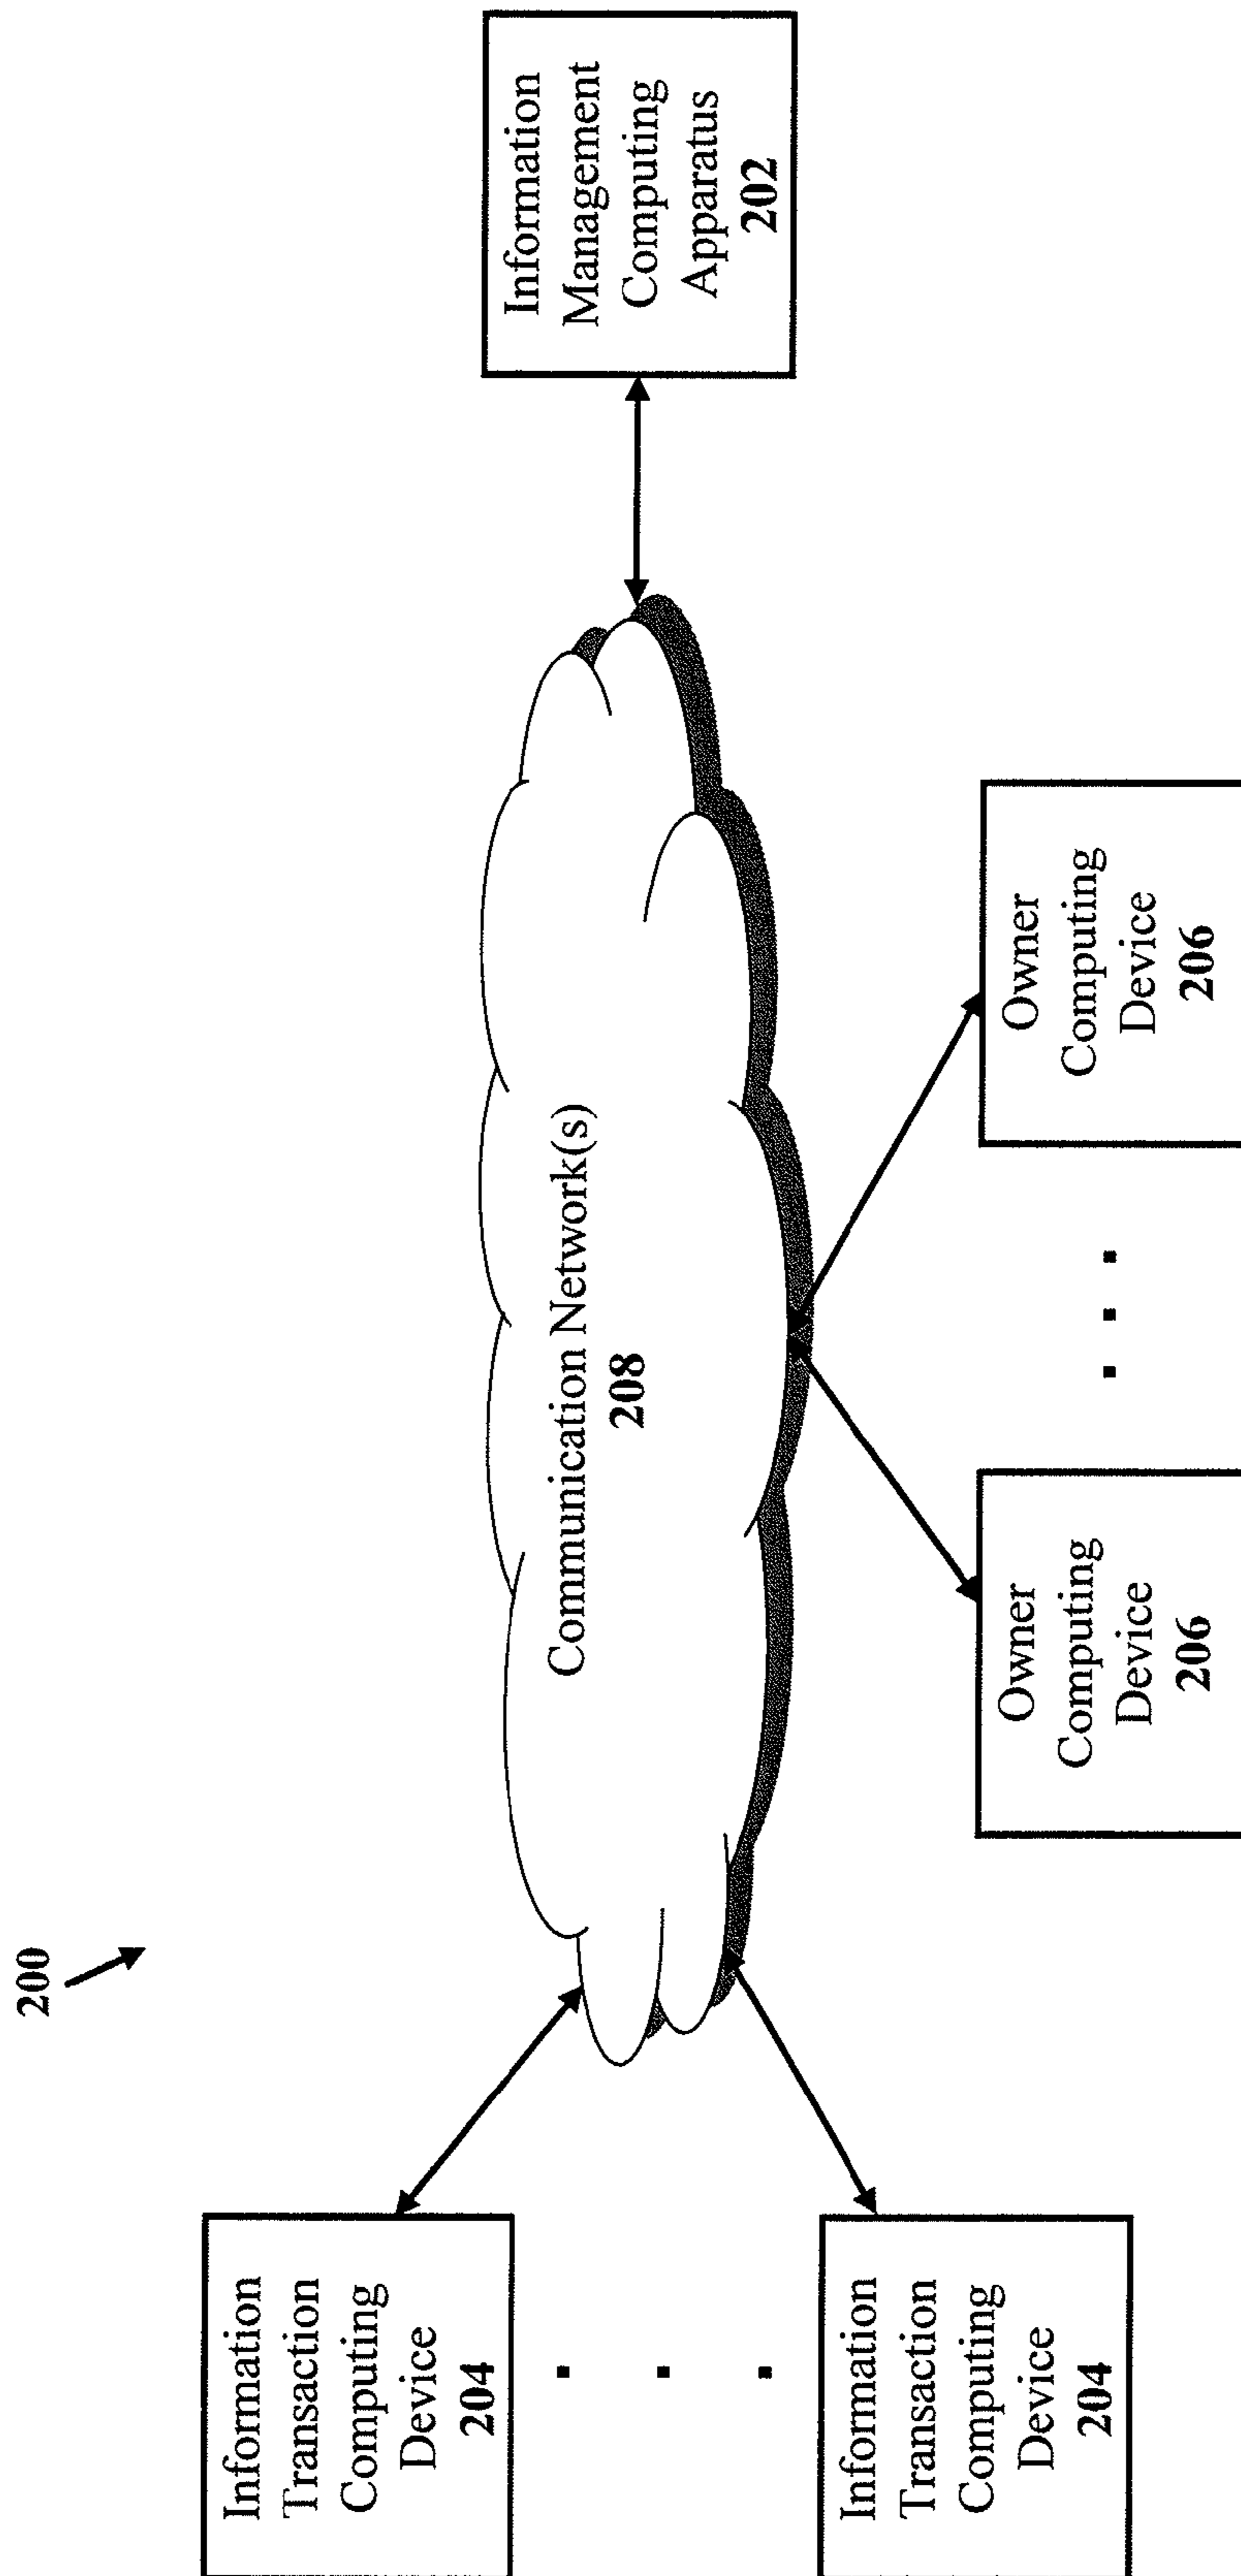 200
Information
Transaction
Computing
Device
204
Information
Transaction
Computing
Device
204
Communication Network(s)
208
Information
Management
Computing
Apparatus
202
Owner
Computing
Device
206
Owner
Computing
Device
206